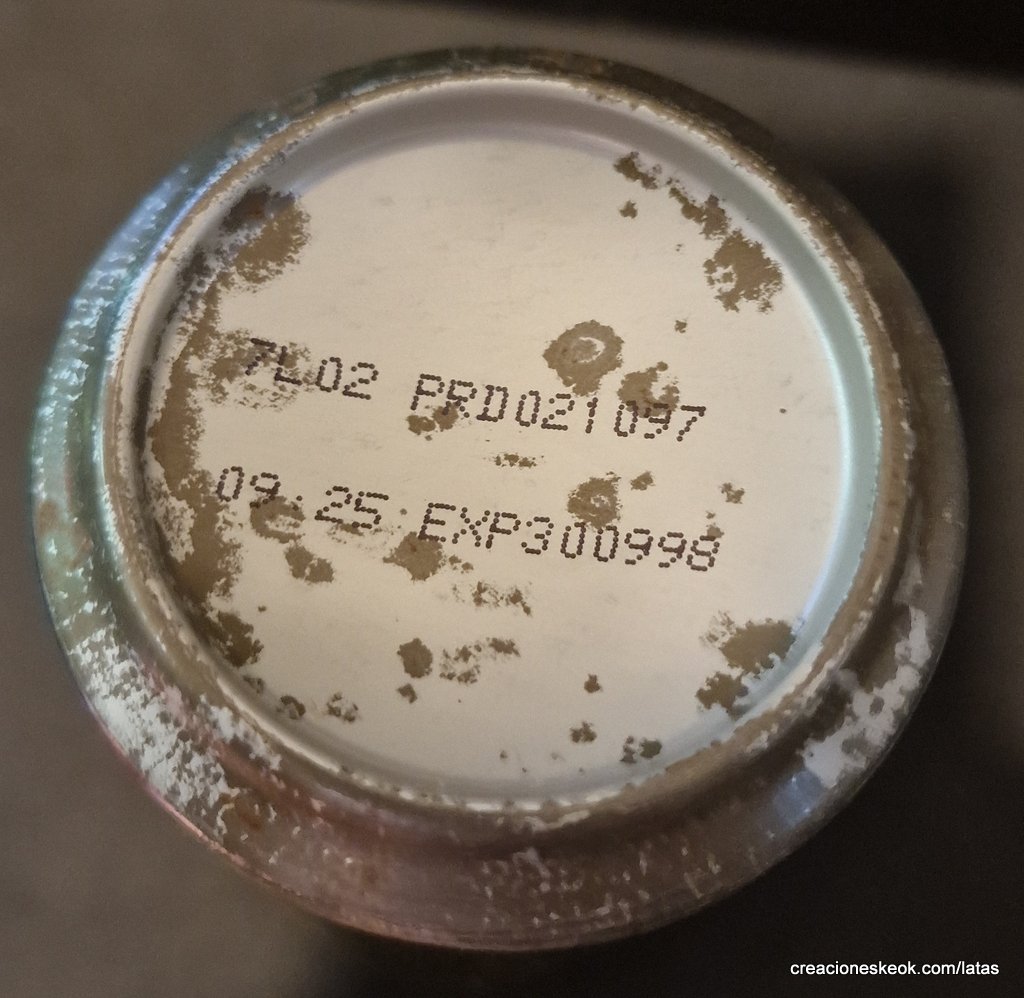 7L02 PRD021097
09:25 EXP300998
creacioneskeok.com/latas